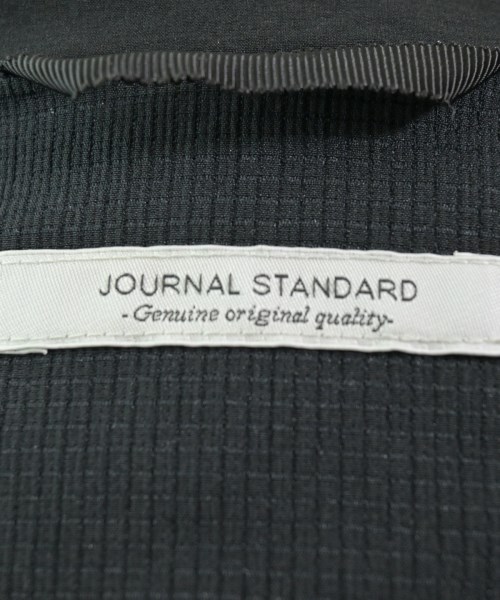 JOURNAL STANDARD
-Genuine original quality-